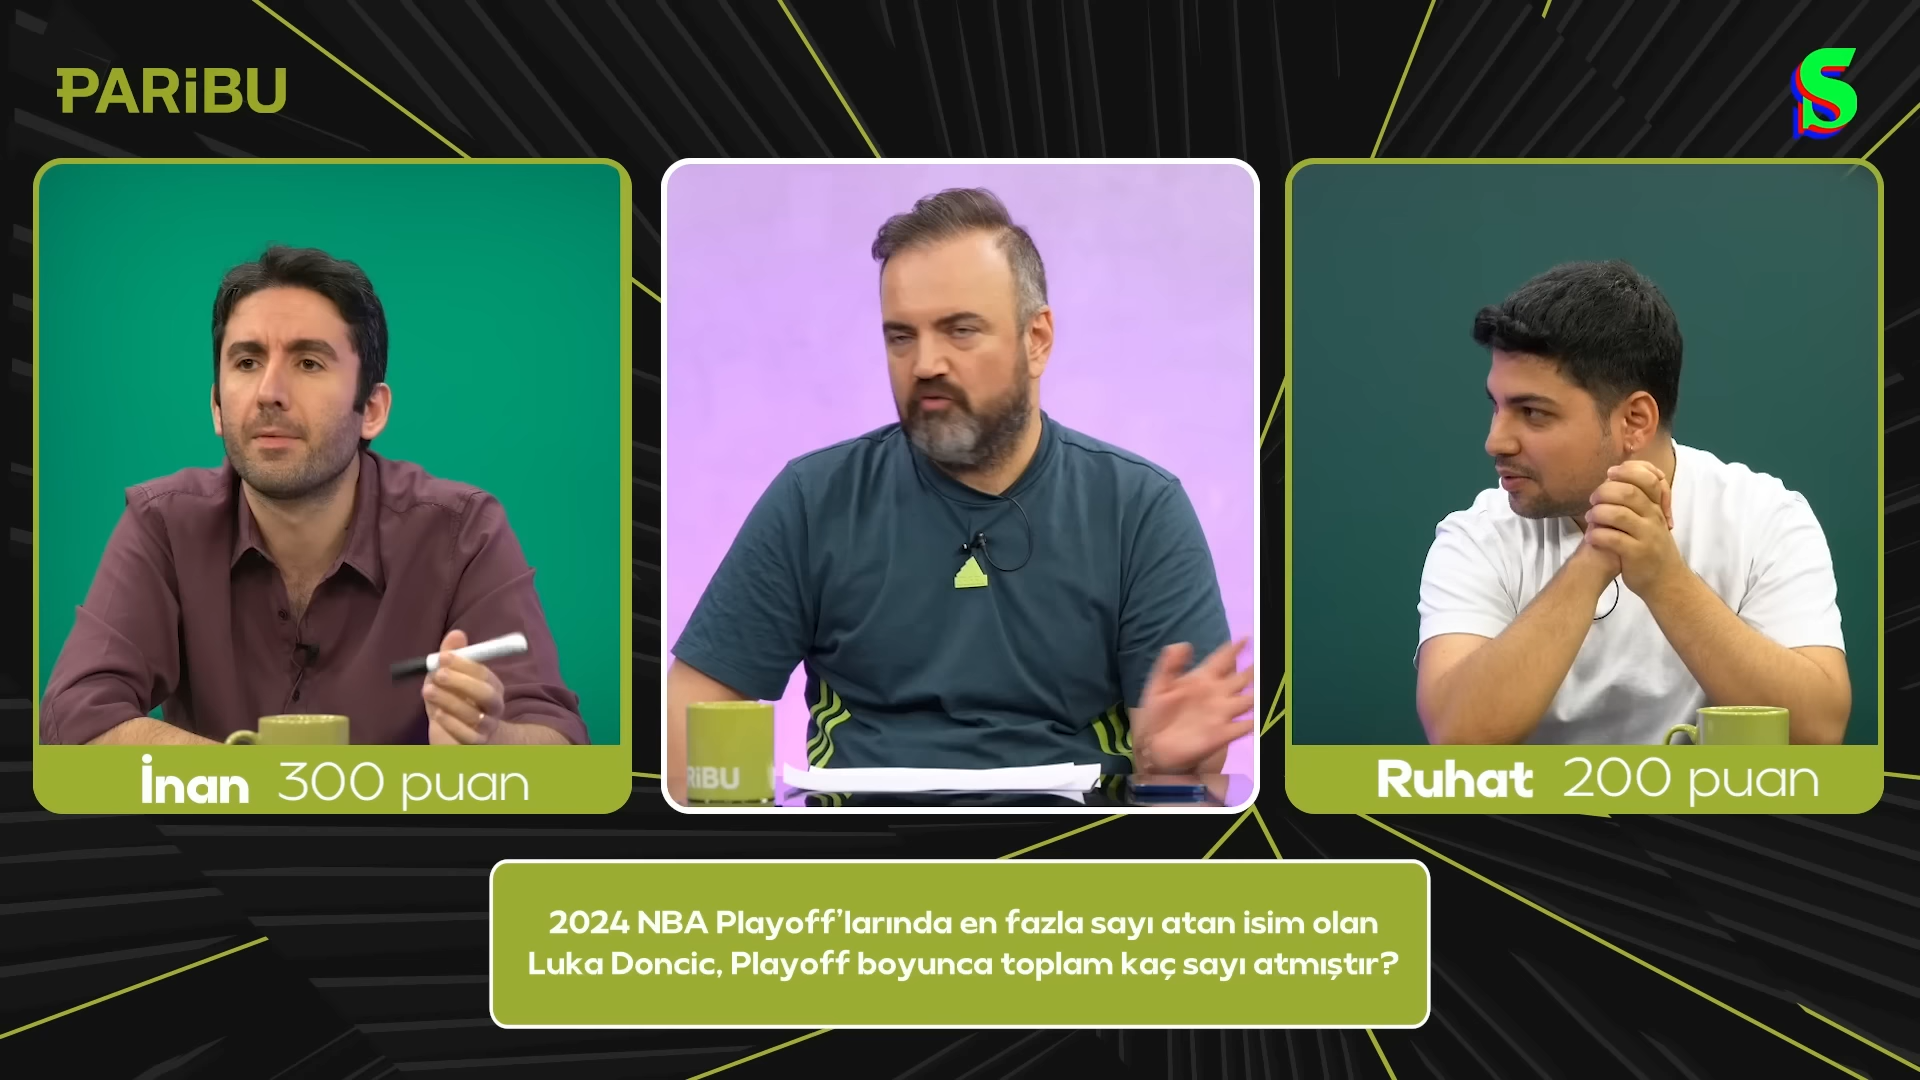 PARiBU
S
RiBU
İnan 300 puan
Ruhat 200 puan
2024 NBA Playoff'larında en fazla sayı atan isim olan
Luka Doncic, Playoff boyunca toplam kaç sayı atmıştır?